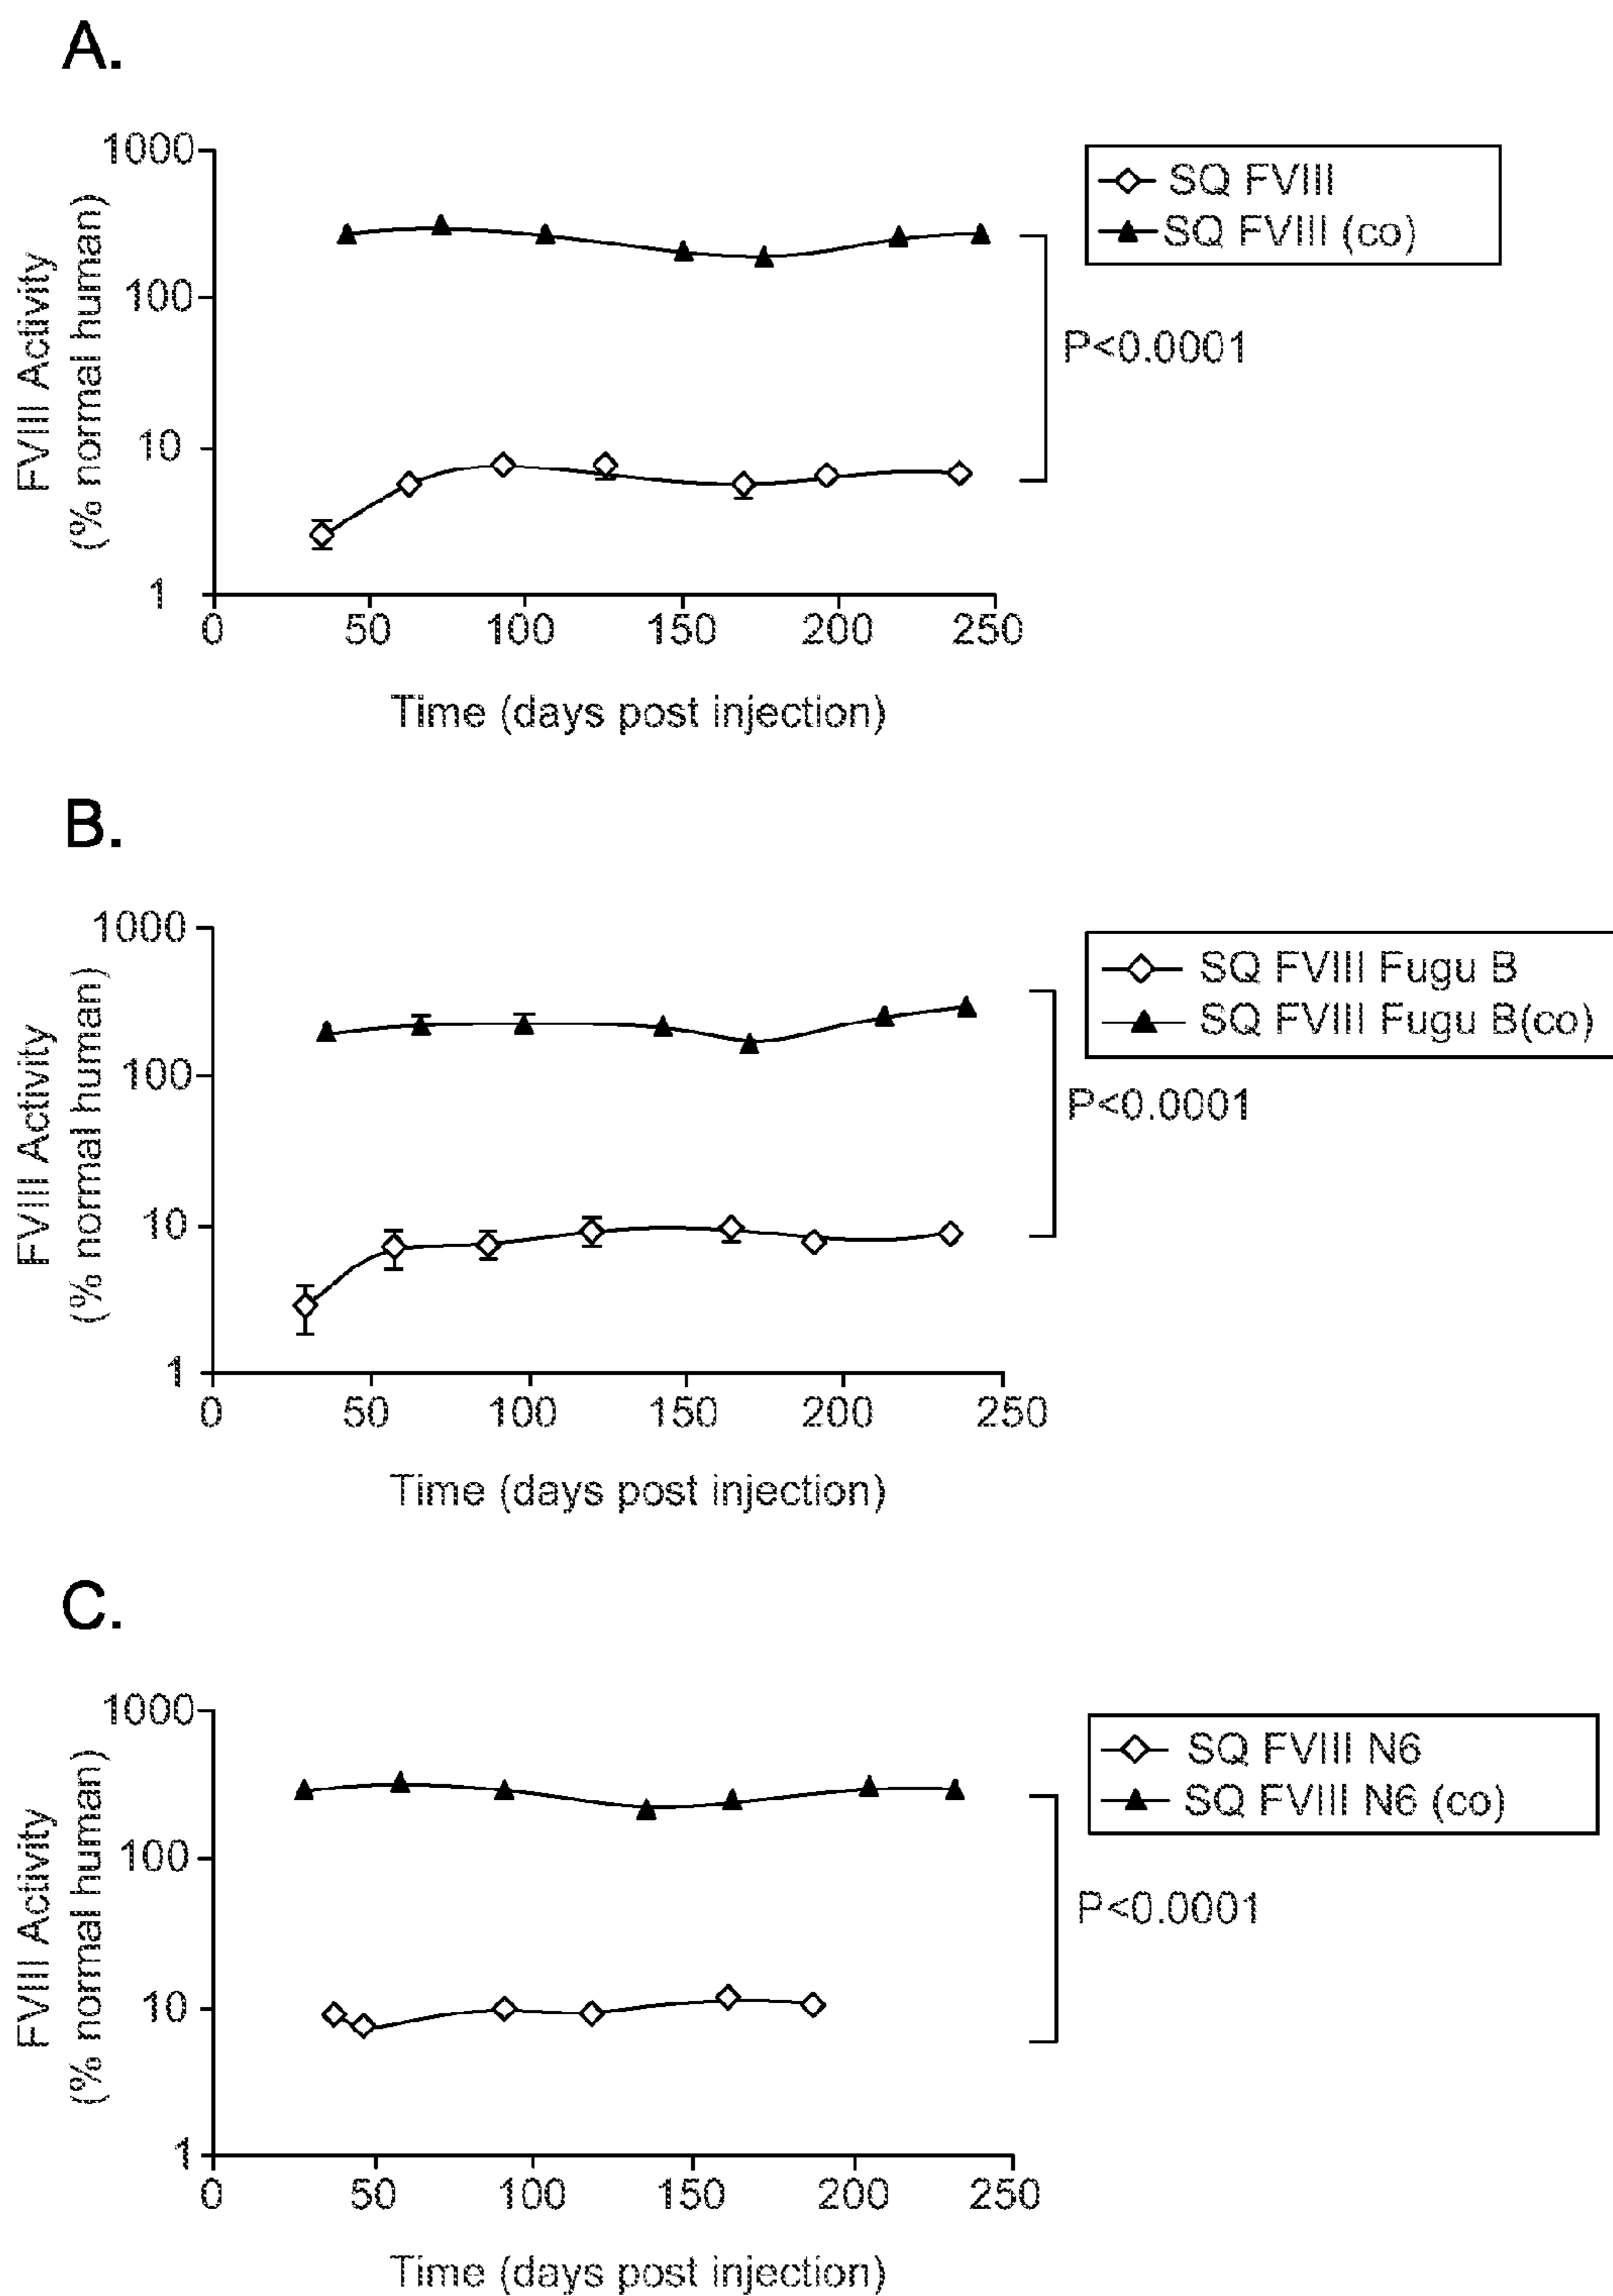 A.
1000
100
10
1
FVIII Activity
(% normal human)
0 50 100 150 200 250
Time (days post injection)
SQ FVIII
SQ FVIII (co)
P<0.0001
B.
1000
100
10
1
FVIII Activity
(% normal human)
0 50 100 150 200 250
Time (days post injection)
SQ FVIII Fugu B
SQ FVIII Fugu B(co)
P<0.0001
C.
1000
100
10
1
FVIII Activity
(% normal human)
0 50 100 150 200 250
Time (days post injection)
SQ FVIII N6
SQ FVIII N6 (co)
P<0.0001